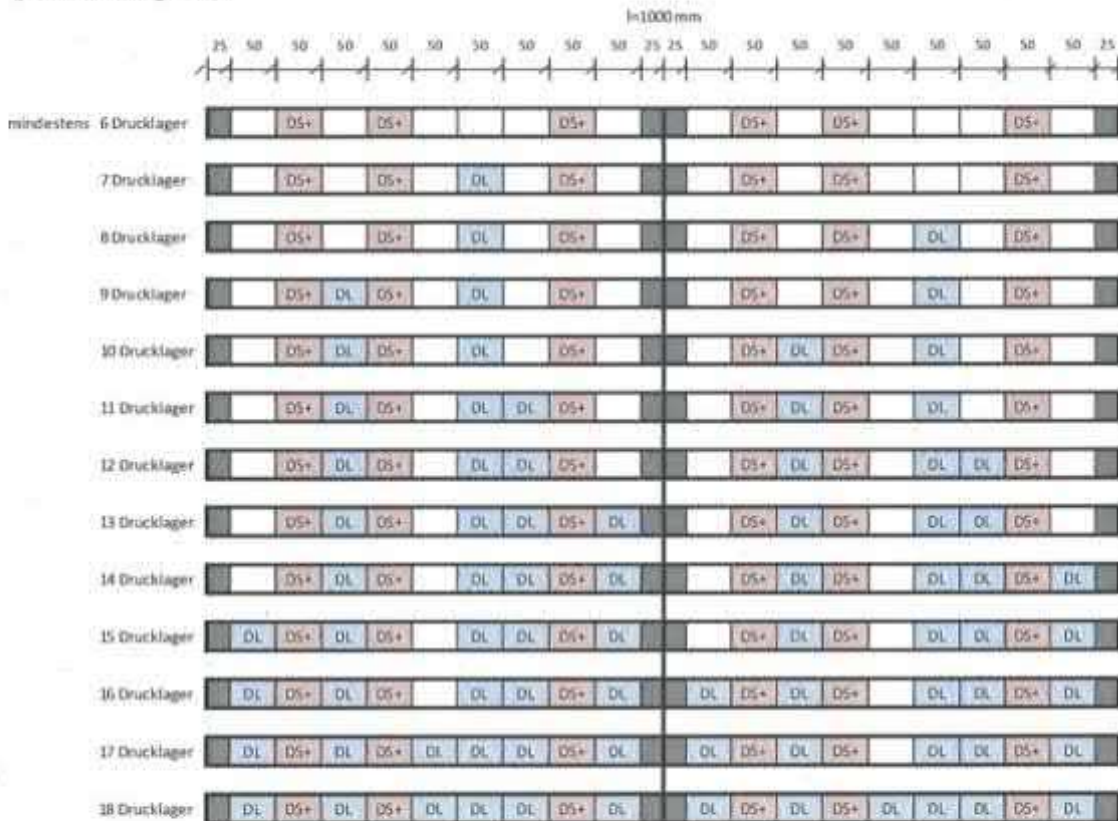 l=1000 mm
25 50 50 50 50 50 50 50 50 50 25 25 50 50 50 50 50 50 50 50 50 25
mindestens 6 Drucklager DS+ DS+ DS+ DS+ DS+ DS+
7 Drucklager DS+ DS+ DL DS+ DS+ DS+ DS+
8 Drucklager DS+ DS+ DL DS+ DS+ DS+ DL DS+
9 Drucklager DS+ DL DS+ DL DS+ DS+ DS+ DL DS+
10 Drucklager DS+ DL DS+ DL DS+ DS+ DL DS+ DL DS+
11 Drucklager DS+ DL DS+ DL DL DS+ DS+ DL DS+ DL DS+
12 Drucklager DS+ DL DS+ DL DL DS+ DS+ DL DS+ DL DL DS+
13 Drucklager DS+ DL DS+ DL DL DS+ DL DS+ DL DS+ DL DL DS+
14 Drucklager DS+ DL DS+ DL DL DS+ DL DS+ DL DS+ DL DL DS+ DL
15 Drucklager DL DS+ DL DS+ DL DL DS+ DL DS+ DL DS+ DL DL DS+ DL
16 Drucklager DL DS+ DL DS+ DL DL DS+ DL DL DS+ DL DS+ DL DL DS+ DL
17 Drucklager DL DS+ DL DS+ DL DL DL DS+ DL DL DS+ DL DS+ DL DL DS+ DL
18 Drucklager DL DS+ DL DS+ DL DL DL DS+ DL DL DS+ DL DS+ DL DL DL DS+ DL